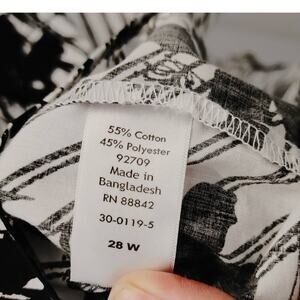 55% Cotton
45% Polyester
92709
Made in
Bangladesh
RN 88842
30-0119-5
28 W